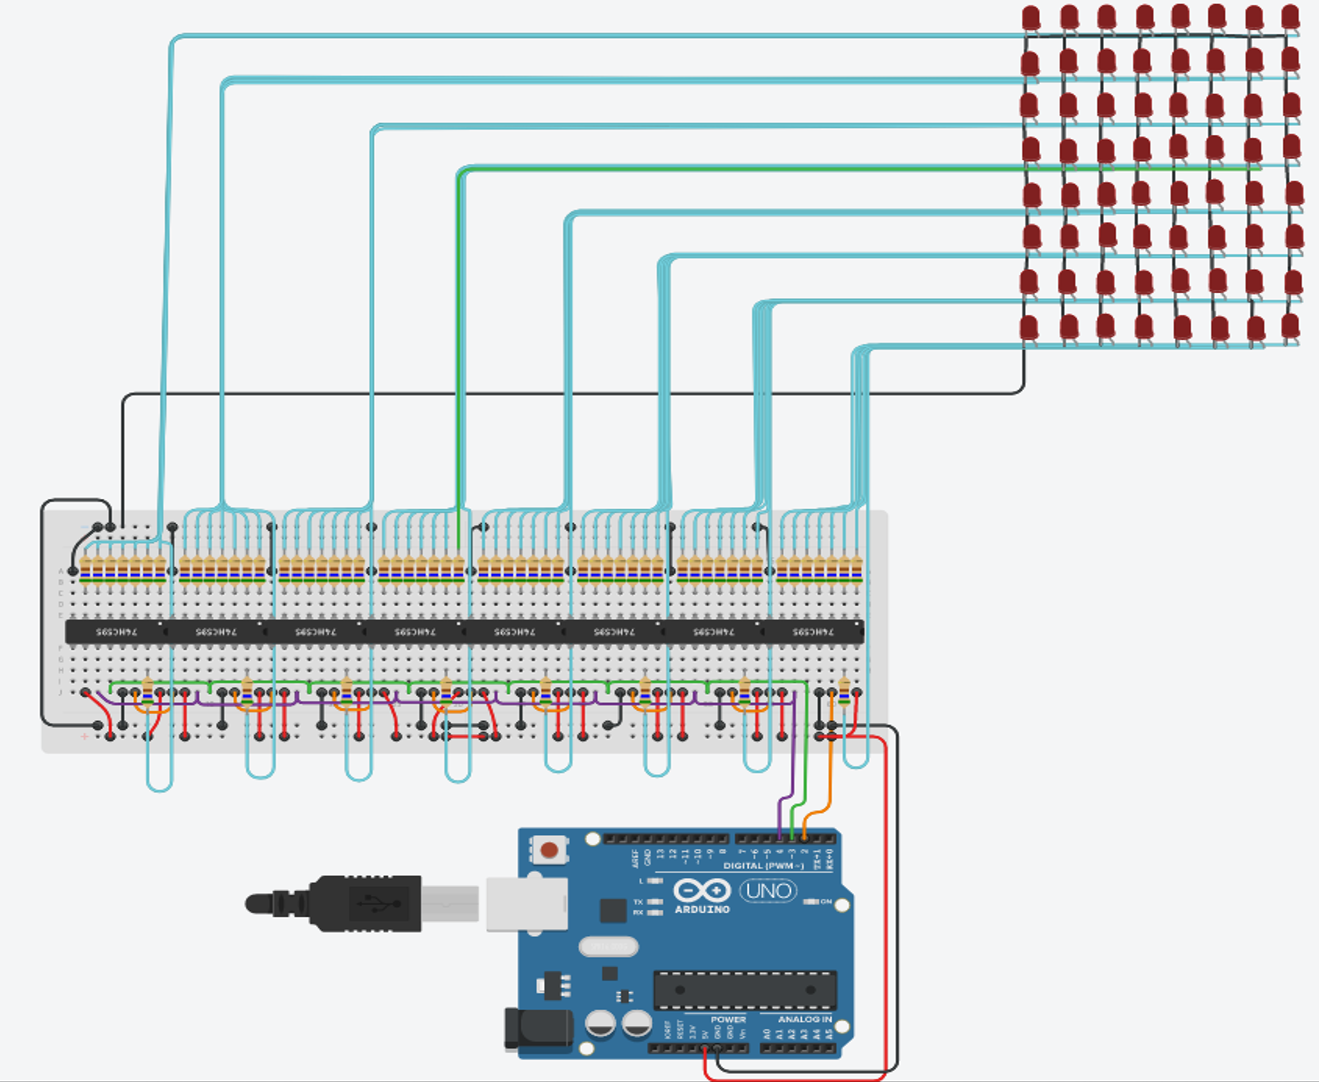 A
B
C
D
E
74HC595 74HC595 74HC595 74HC595 74HC595 74HC595 74HC595 74HC595
F
G
H
I
J
AREF GND 13 12 ~11 ~10 ~9 8 7 ~6 ~5 4 ~3 2 TX→1 RX←0
DIGITAL (PWM~)
L
TX
RX
ARDUINO
UNO
ON
POWER
ANALOG IN
IOREF RESET 3.3V 5V GND GND Vin A0 A1 A2 A3 A4 A5